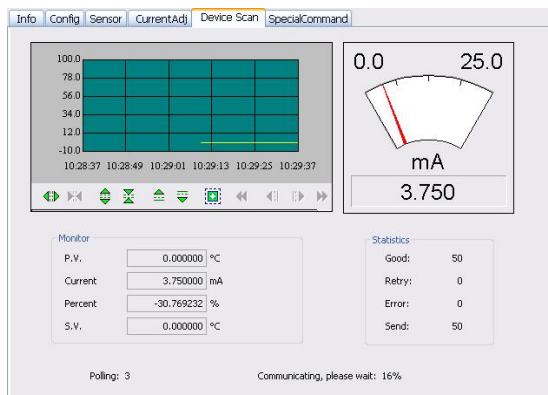 Info Config Sensor CurrentAdj Device Scan SpecialCommand
100.0
78.0
56.0
34.0
12.0
-10.0
10:28:37 10:28:49 10:29:01 10:29:13 10:29:25 10:29:37
0.0 25.0
mA
3.750
Monitor
P.V. 0.000000 °C
Current 3.750000 mA
Percent -30.769232 %
S.V. 0.000000 °C
Statistics
Good: 50
Retry: 0
Error: 0
Send: 50
Polling: 3
Communicating, please wait: 16%